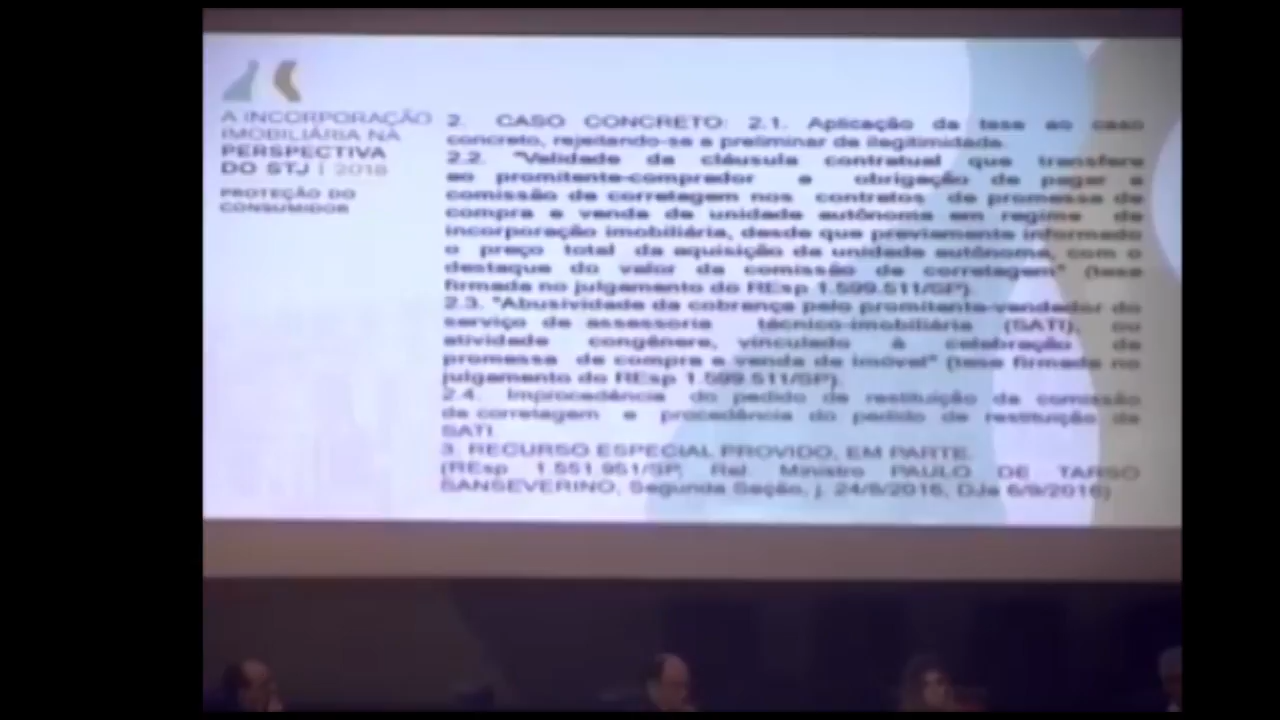 A INCORPORAÇÃO
IMOBILIÁRIA NA
PERSPECTIVA
DO STJ | 2018
PROTEÇÃO DO
CONSUMIDOR
2. CASO CONCRETO: 2.1. Aplicação da tese ao caso
concreto, rejeitando-se a preliminar de ilegitimidade.
2.2. "Validade da cláusula contratual que transfere
ao promitente-comprador a obrigação de pagar a
comissão de corretagem nos contratos de promessa de
compra e venda de unidade autônoma em regime de
incorporação imobiliária, desde que previamente informado
o preço total da aquisição da unidade autônoma, com o
destaque do valor da comissão de corretagem" (tese
firmada no julgamento do REsp 1.599.511/SP).
2.3. "Abusividade da cobrança pelo promitente-vendedor do
serviço de assessoria técnico-imobiliária (SATI), ou
atividade congênere, vinculado à celebração de
promessa de compra e venda de imóvel" (tese firmada no
julgamento do REsp 1.599.511/SP).
2.4. Improcedência do pedido de restituição da comissão
de corretagem e procedência do pedido de restituição da
SATI.
3. RECURSO ESPECIAL PROVIDO, EM PARTE.
(REsp 1.551.951/SP, Rel. Ministro PAULO DE TARSO
SANSEVERINO, Segunda Seção, j. 24/8/2016, DJe 6/9/2016)